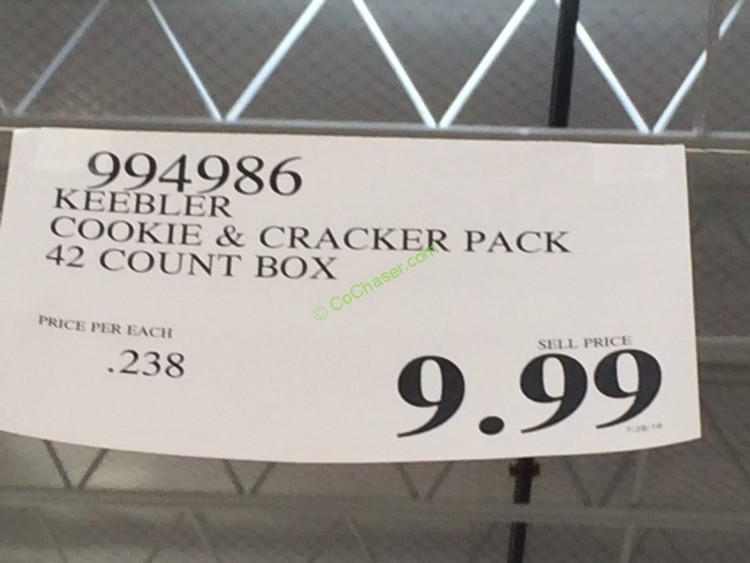 994986
KEEBLER
COOKIE & CRACKER PACK
42 COUNT BOX
© CoChaser.com
PRICE PER EACH
.238
SELL PRICE
9.99